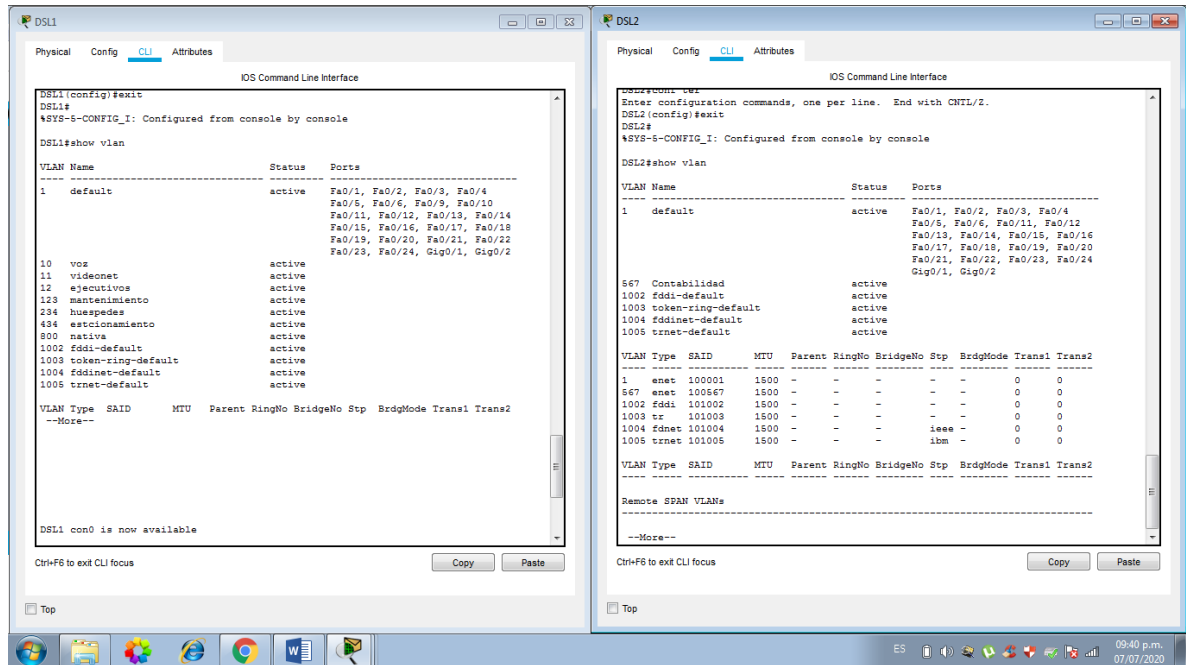 DSL1
Physical Config CLI Attributes
IOS Command Line Interface
DSL1(config)#exit
DSL1#
%SYS-5-CONFIG_I: Configured from console by console
DSL1#show vlan
VLAN Name Status Ports
---- -------------------------------- --------- -------------------------------
1 default active Fa0/1, Fa0/2, Fa0/3, Fa0/4
Fa0/5, Fa0/6, Fa0/9, Fa0/10
Fa0/11, Fa0/12, Fa0/13, Fa0/14
Fa0/15, Fa0/16, Fa0/17, Fa0/18
Fa0/19, Fa0/20, Fa0/21, Fa0/22
Fa0/23, Fa0/24, Gig0/1, Gig0/2
10 voz active
11 videonet active
12 ejecutivos active
123 mantenimiento active
234 huespedes active
434 estcionamiento active
800 nativa active
1002 fddi-default active
1003 token-ring-default active
1004 fddinet-default active
1005 trnet-default active
VLAN Type SAID MTU Parent RingNo BridgeNo Stp BrdgMode Trans1 Trans2
--More--
DSL1 con0 is now available
Ctrl+F6 to exit CLI focus
Copy Paste
Top
DSL2
Physical Config CLI Attributes
IOS Command Line Interface
DSL2#conf ter
Enter configuration commands, one per line. End with CNTL/Z.
DSL2(config)#exit
DSL2#
%SYS-5-CONFIG_I: Configured from console by console
DSL2#show vlan
VLAN Name Status Ports
---- -------------------------------- --------- -------------------------------
1 default active Fa0/1, Fa0/2, Fa0/3, Fa0/4
Fa0/5, Fa0/6, Fa0/11, Fa0/12
Fa0/13, Fa0/14, Fa0/15, Fa0/16
Fa0/17, Fa0/18, Fa0/19, Fa0/20
Fa0/21, Fa0/22, Fa0/23, Fa0/24
Gig0/1, Gig0/2
567 Contabilidad active
1002 fddi-default active
1003 token-ring-default active
1004 fddinet-default active
1005 trnet-default active
VLAN Type SAID MTU Parent RingNo BridgeNo Stp BrdgMode Trans1 Trans2
---- ----- ---------- ----- ------ ------ -------- ---- -------- ------ ------
1 enet 100001 1500 - - - - - 0 0
567 enet 100567 1500 - - - - - 0 0
1002 fddi 101002 1500 - - - - - 0 0
1003 tr 101003 1500 - - - - - 0 0
1004 fdnet 101004 1500 - - - ieee - 0 0
1005 trnet 101005 1500 - - - ibm - 0 0
VLAN Type SAID MTU Parent RingNo BridgeNo Stp BrdgMode Trans1 Trans2
---- ----- ---------- ----- ------ ------ -------- ---- -------- ------ ------
Remote SPAN VLANs
------------------------------------------------------------------------------
--More--
Ctrl+F6 to exit CLI focus
Copy Paste
Top
ES
09:40 p.m.
07/07/2020